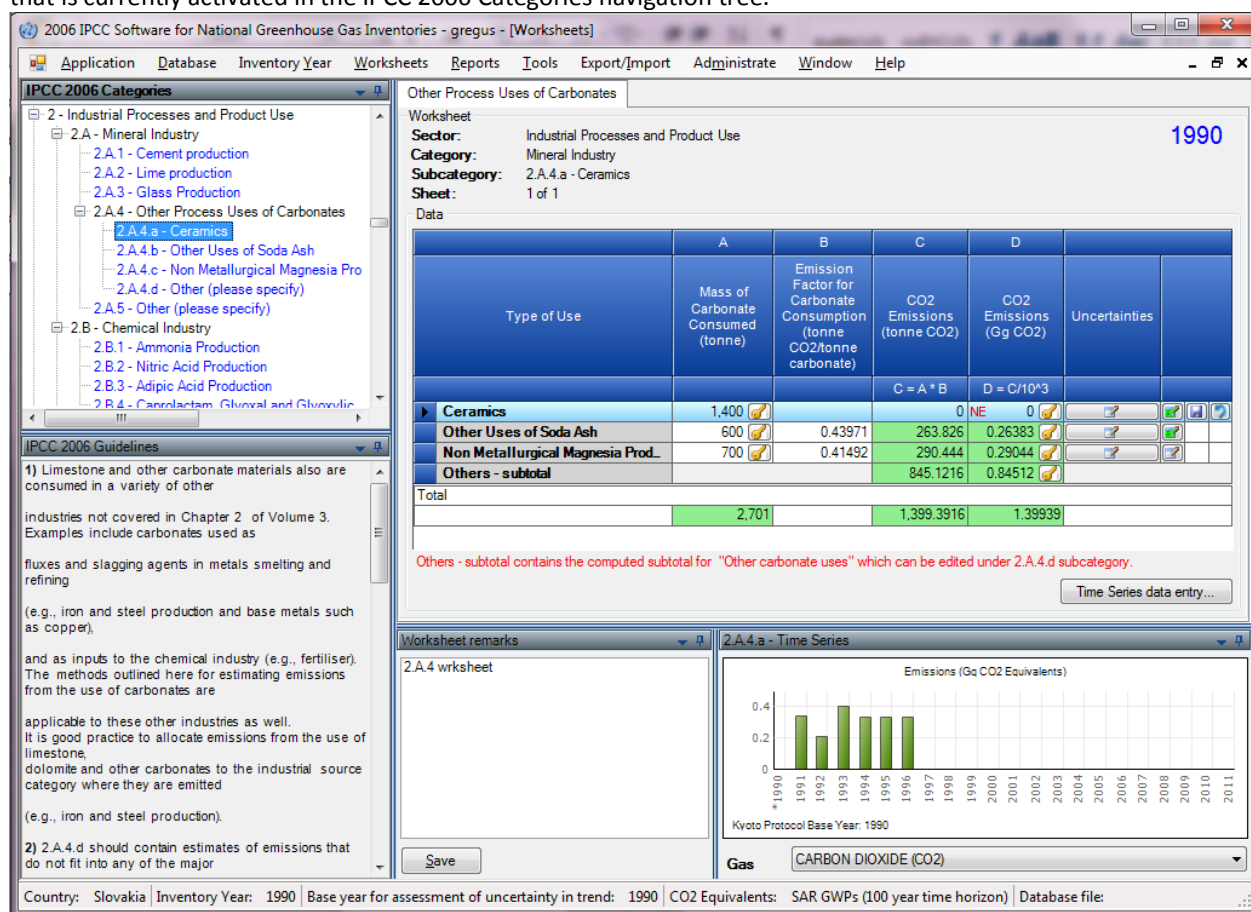 that is currently activated in the IPCC 2006 Categories navigation tree.
2006 IPCC Software for National Greenhouse Gas Inventories - gregus - [Worksheets]
Application Database Inventory Year Worksheets Reports Tools Export/Import Administrate Window Help
IPCC 2006 Categories
2 - Industrial Processes and Product Use
2.A - Mineral Industry
2.A.1 - Cement production
2.A.2 - Lime production
2.A.3 - Glass Production
2.A.4 - Other Process Uses of Carbonates
2.A.4.a - Ceramics
2.A.4.b - Other Uses of Soda Ash
2.A.4.c - Non Metallurgical Magnesia Pro
2.A.4.d - Other (please specify)
2.A.5 - Other (please specify)
2.B - Chemical Industry
2.B.1 - Ammonia Production
2.B.2 - Nitric Acid Production
2.B.3 - Adipic Acid Production
2.B.4 - Caprolactam, Glyoxal and Glyoxylic
IPCC 2006 Guidelines
1) Limestone and other carbonate materials also are
consumed in a variety of other
industries not covered in Chapter 2 of Volume 3.
Examples include carbonates used as
fluxes and slagging agents in metals smelting and
refining
(e.g., iron and steel production and base metals such
as copper),
and as inputs to the chemical industry (e.g., fertiliser).
The methods outlined here for estimating emissions
from the use of carbonates are
applicable to these other industries as well.
It is good practice to allocate emissions from the use of
limestone,
dolomite and other carbonates to the industrial source
category where they are emitted
(e.g., iron and steel production).
2) 2.A.4.d should contain estimates of emissions that
do not fit into any of the major
Other Process Uses of Carbonates
Worksheet
Sector: Industrial Processes and Product Use
1990
Category: Mineral Industry
Subcategory: 2.A.4.a - Ceramics
Sheet: 1 of 1
Data
A B C D
Type of Use
Mass of
Carbonate
Consumed
(tonne)
Emission
Factor for
Carbonate
Consumption
(tonne
CO2/tonne
carbonate)
CO2
Emissions
(tonne CO2)
CO2
Emissions
(Gg CO2)
Uncertainties
C = A * B D = C/10^3
Ceramics 1,400 0 NE 0
Other Uses of Soda Ash 600 0.43971 263.826 0.26383
Non Metallurgical Magnesia Prod... 700 0.41492 290.444 0.29044
Others - subtotal 845.1216 0.84512
Total
2,701 1,399.3916 1.39939
Others - subtotal contains the computed subtotal for "Other carbonate uses" which can be edited under 2.A.4.d subcategory.
Time Series data entry...
Worksheet remarks
2.A.4 wrksheet
Save
2.A.4.a - Time Series
Emissions (Gg CO2 Equivalents)
0.4
0.2
0
*1990 1991 1992 1993 1994 1995 1996 1997 1998 1999 2000 2001 2002 2003 2004 2005 2006 2007 2008 2009 2010 2011
Kyoto Protocol Base Year: 1990
Gas CARBON DIOXIDE (CO2)
Country: Slovakia Inventory Year: 1990 Base year for assessment of uncertainty in trend: 1990 CO2 Equivalents: SAR GWPs (100 year time horizon) Database file: